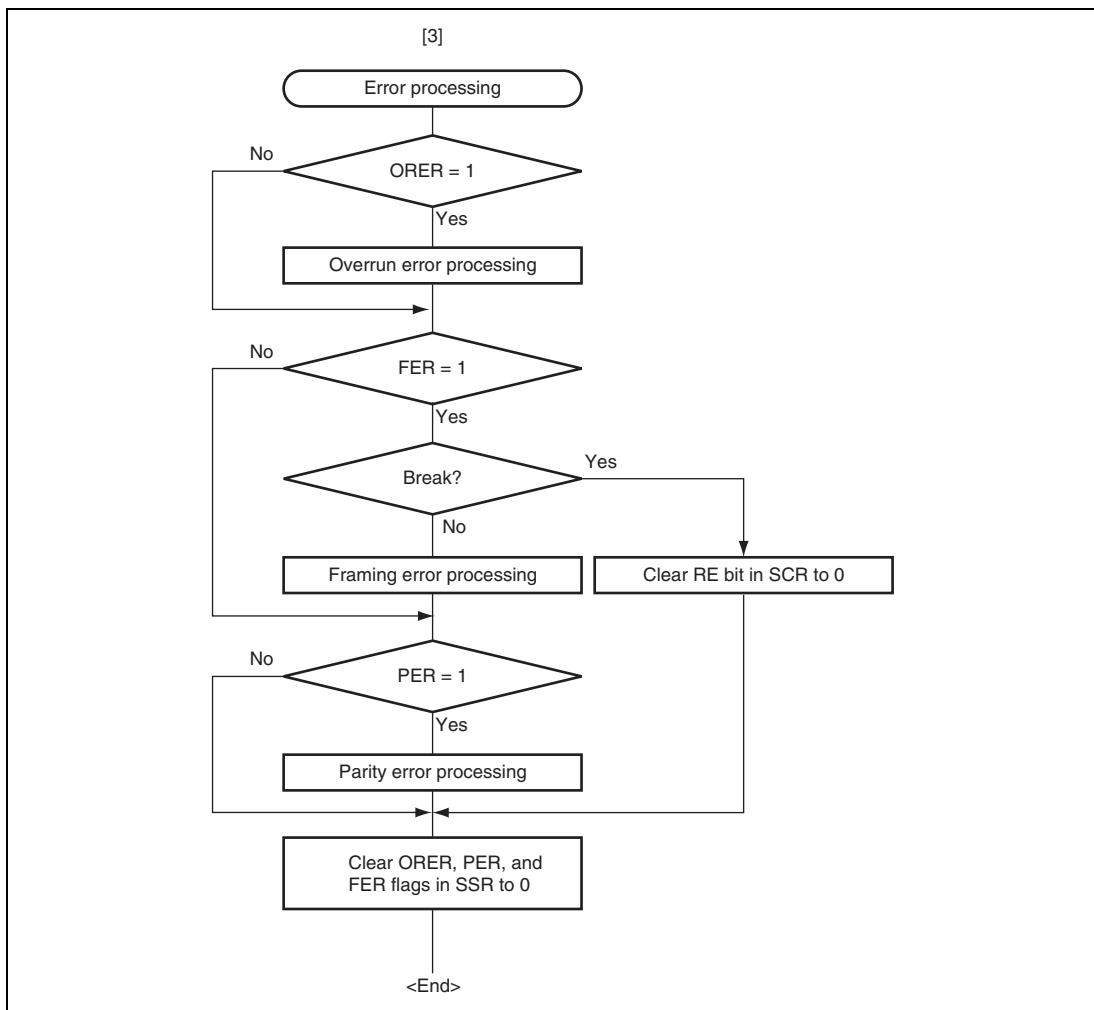 [3]
Error processing
No
ORER = 1
Yes
Overrun error processing
No
FER = 1
Yes
Break?
Yes
No
Framing error processing
Clear RE bit in SCR to 0
No
PER = 1
Yes
Parity error processing
Clear ORER, PER, and
FER flags in SSR to 0
<End>